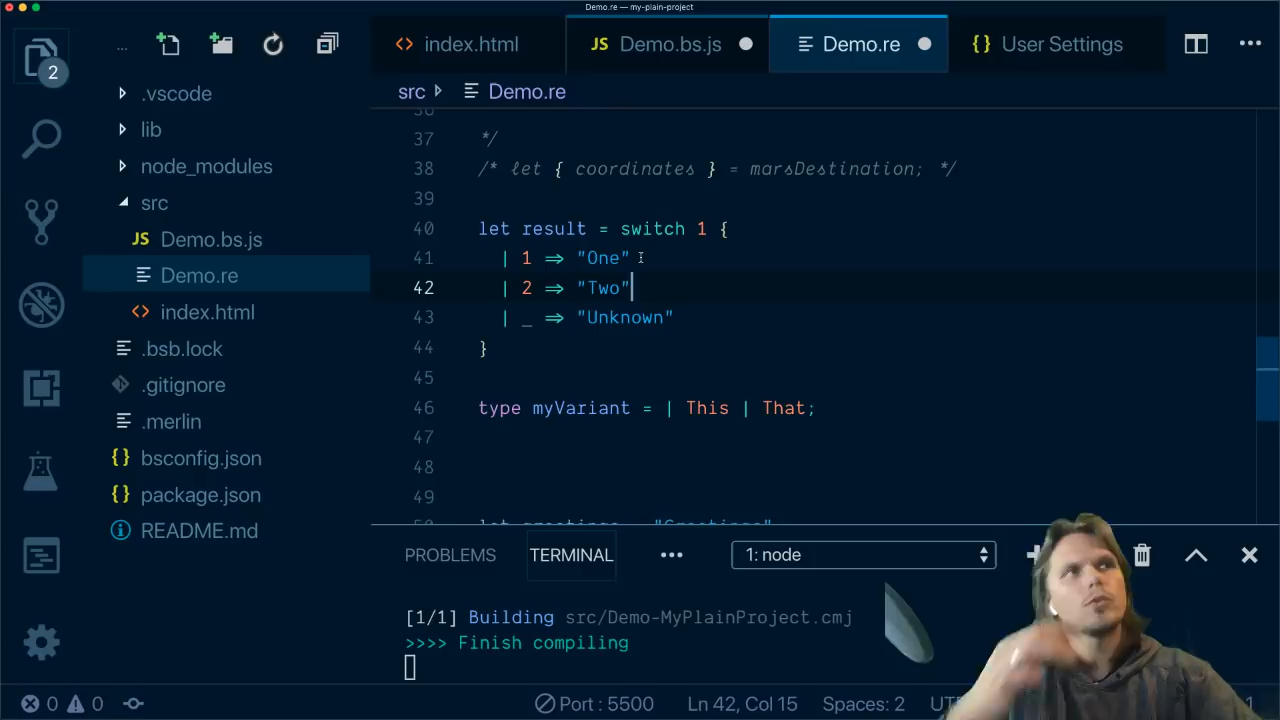 Demo.re — my-plain-project
...
index.html
JS Demo.bs.js
Demo.re
{} User Settings
...
2
src
Demo.re
.vscode
lib
node_modules
src
JS Demo.bs.js
Demo.re
<> index.html
.bsb.lock
.gitignore
.merlin
{} bsconfig.json
{} package.json
README.md
36
37 */
38 /* let { coordinates } = marsDestination; */
39
40 let result = switch 1 {
41 | 1 => "One"
42 | 2 => "Two"
43 | _ => "Unknown"
44 }
45
46 type myVariant = | This | That;
47
48
49
PROBLEMS
TERMINAL
...
1: node
[1/1] Building src/Demo-MyPlainProject.cmj
>>>> Finish compiling
0 0
Port : 5500
Ln 42, Col 15
Spaces: 2